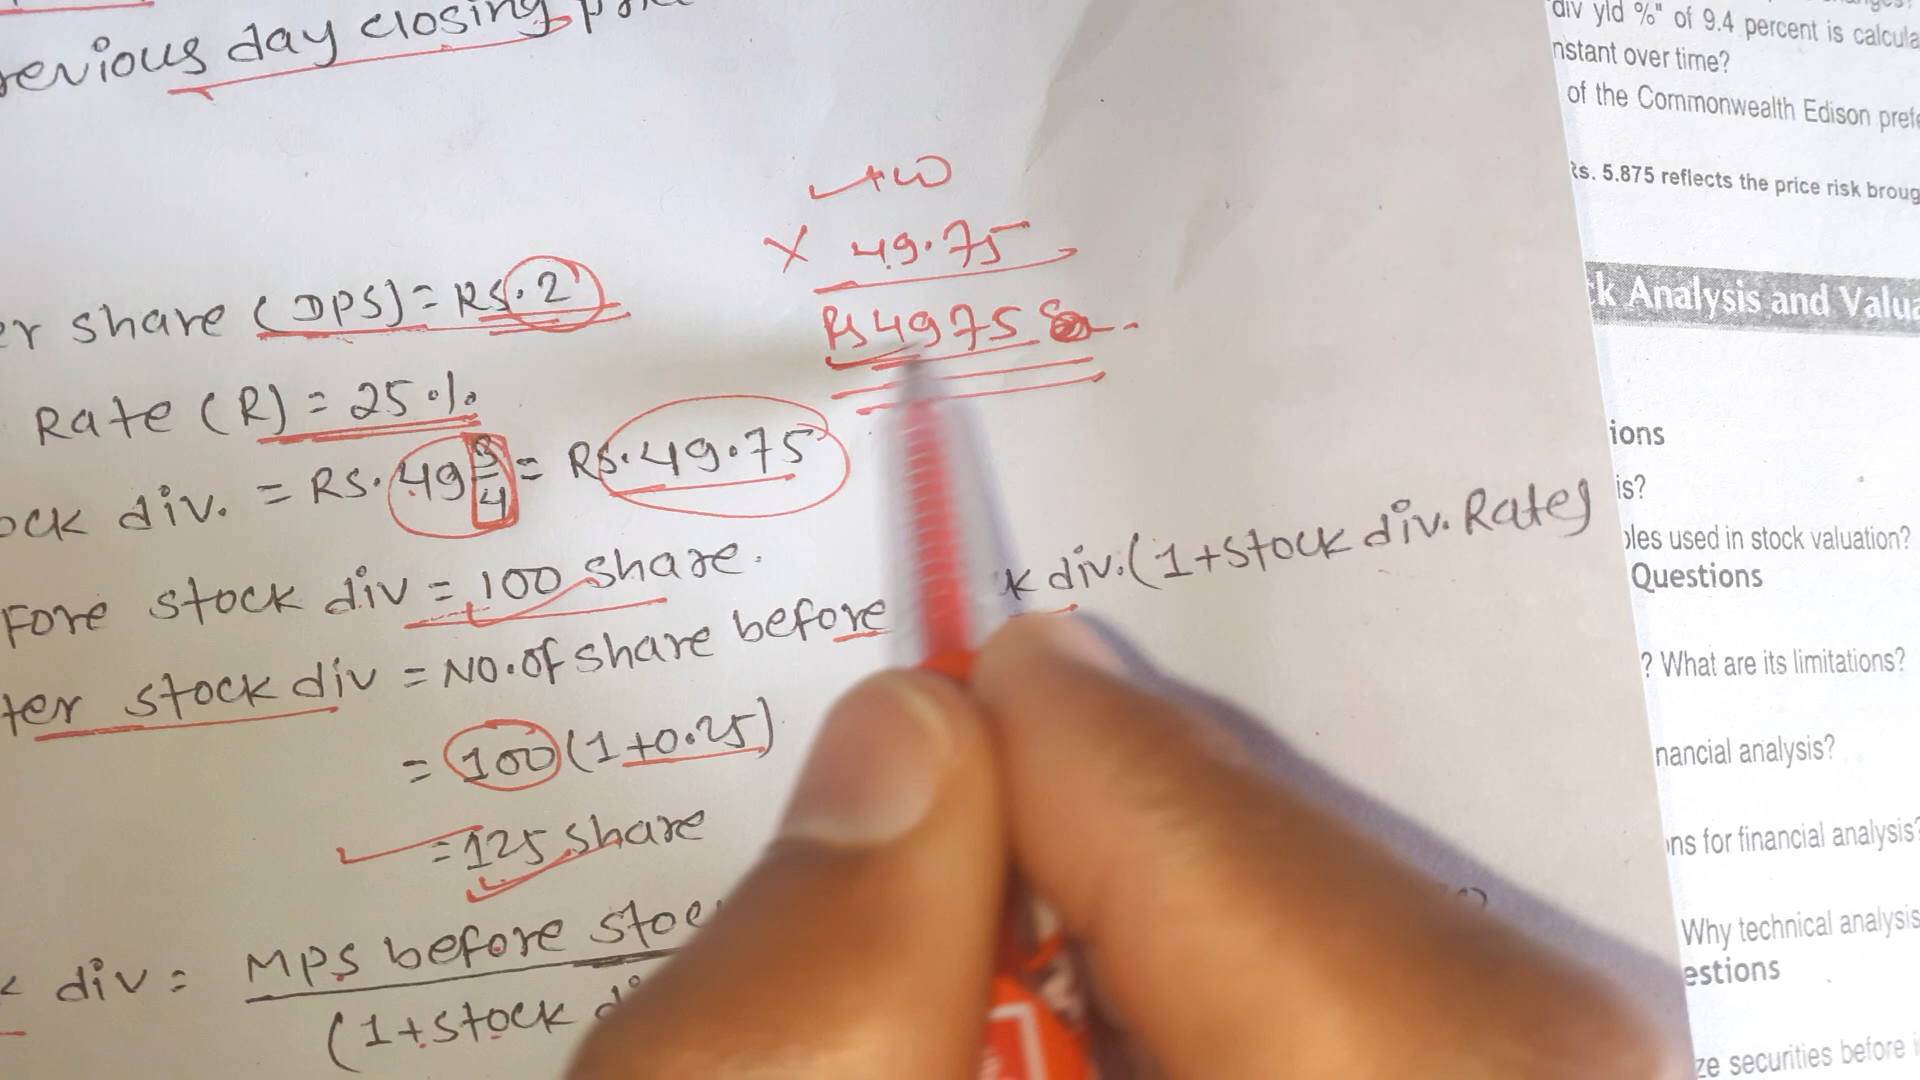 revious day closing
100
× 49.75
Rs 4975
er share (DPS) = RS. 2
Rate (R) = 25%
ock div. = RS. 49 3/4 = RS. 49.75
Fore stock div = 100 share.
ter stock div = NO. of share before k div. (1+stock div. Rate)
= 100 (1+0.25)
= 125 share
div = MPS before stoc
(1+stock d
div yld %" of 9.4 percent is calcula
nstant over time?
of the Commonwealth Edison prefe
Rs. 5.875 reflects the price risk broug
k Analysis and Valua
ions
is?
ples used in stock valuation?
Questions
? What are its limitations?
nancial analysis?
ons for financial analysis?
Why technical analysis
estions
ze securities before i